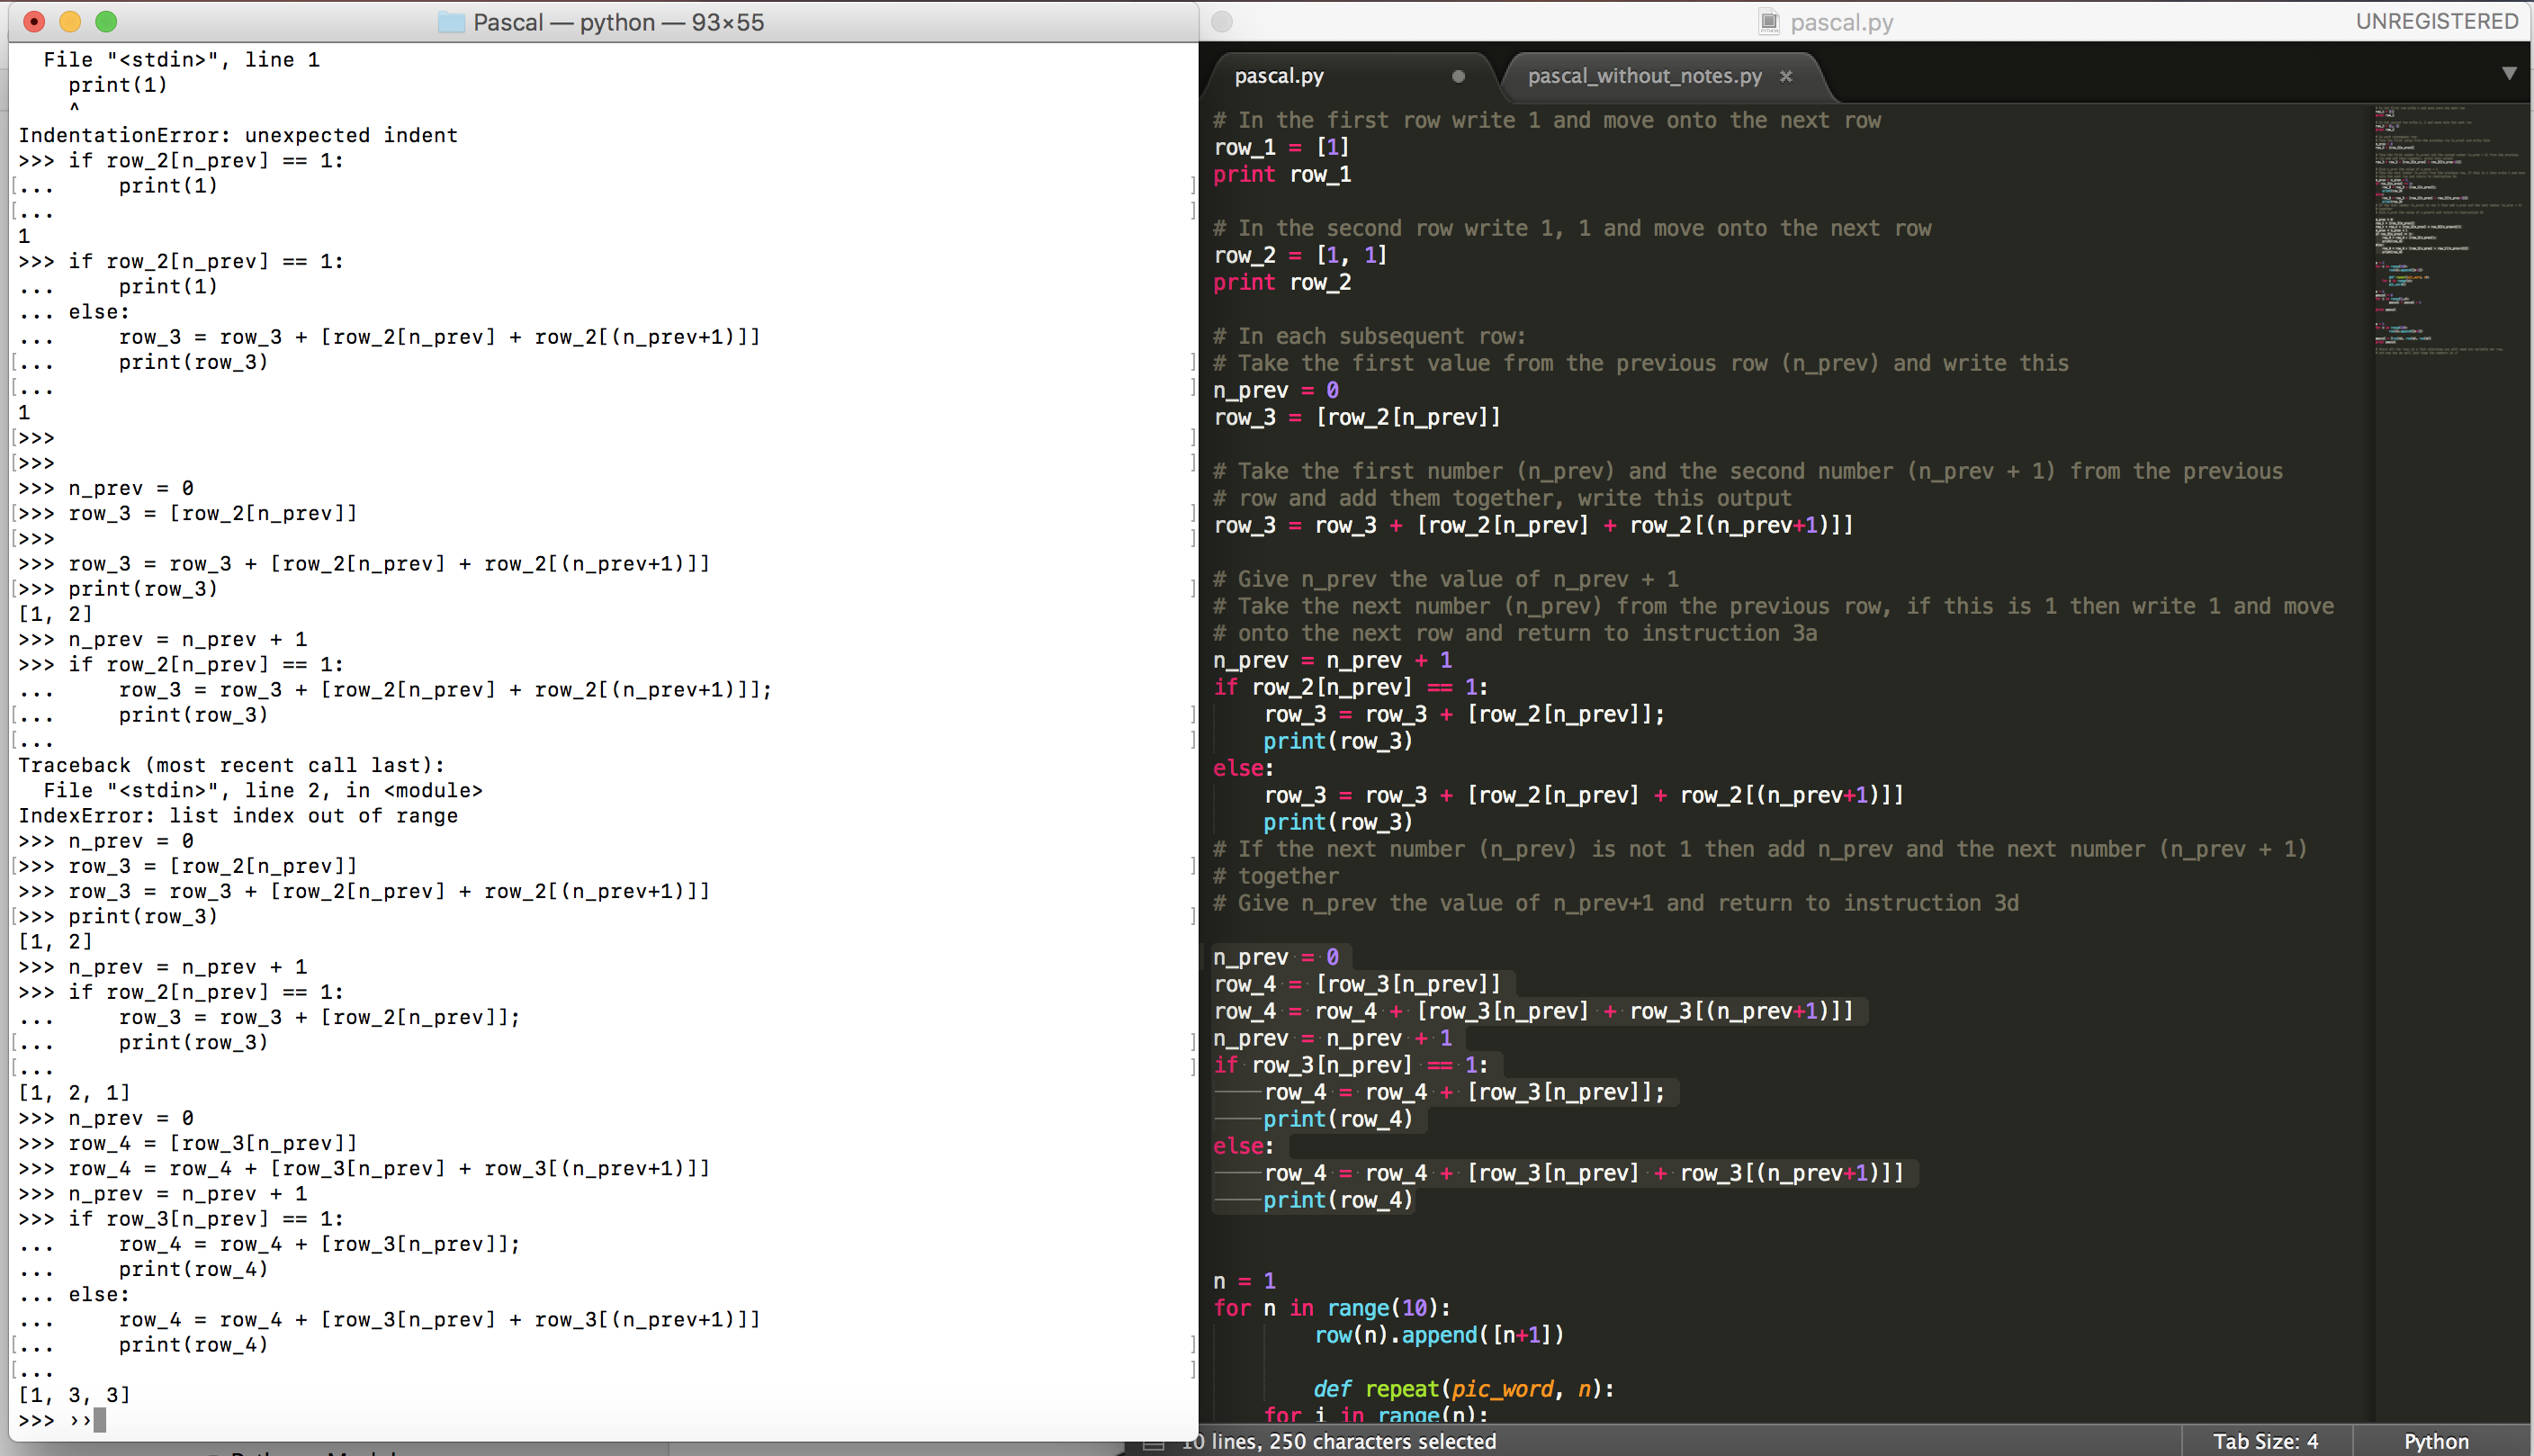 Pascal — python — 93×55
File "<stdin>", line 1
print(1)
^
IndentationError: unexpected indent
>>> if row_2[n_prev] == 1:
[... print(1) ]
[... ]
1
>>> if row_2[n_prev] == 1:
... print(1)
... else:
... row_3 = row_3 + [row_2[n_prev] + row_2[(n_prev+1)]]
[... print(row_3) ]
[... ]
1
[>>> ]
[>>> ]
>>> n_prev = 0
[>>> row_3 = [row_2[n_prev]] ]
[>>> ]
>>> row_3 = row_3 + [row_2[n_prev] + row_2[(n_prev+1)]]
[>>> print(row_3) ]
[1, 2]
>>> n_prev = n_prev + 1
>>> if row_2[n_prev] == 1:
... row_3 = row_3 + [row_2[n_prev] + row_2[(n_prev+1)]];
[... print(row_3) ]
[... ]
Traceback (most recent call last):
File "<stdin>", line 2, in <module>
IndexError: list index out of range
>>> n_prev = 0
[>>> row_3 = [row_2[n_prev]] ]
>>> row_3 = row_3 + [row_2[n_prev] + row_2[(n_prev+1)]]
[>>> print(row_3) ]
[1, 2]
>>> n_prev = n_prev + 1
>>> if row_2[n_prev] == 1:
... row_3 = row_3 + [row_2[n_prev]];
[... print(row_3) ]
[... ]
[1, 2, 1]
>>> n_prev = 0
>>> row_4 = [row_3[n_prev]]
>>> row_4 = row_4 + [row_3[n_prev] + row_3[(n_prev+1)]]
>>> n_prev = n_prev + 1
>>> if row_3[n_prev] == 1:
... row_4 = row_4 + [row_3[n_prev]];
... print(row_4)
... else:
... row_4 = row_4 + [row_3[n_prev] + row_3[(n_prev+1)]]
[... print(row_4) ]
[... ]
[1, 3, 3]
>>> ››
pascal.py
UNREGISTERED
pascal.py
pascal_without_notes.py ×
# In the first row write 1 and move onto the next row
row_1 = [1]
print row_1
# In the second row write 1, 1 and move onto the next row
row_2 = [1, 1]
print row_2
# In each subsequent row:
# Take the first value from the previous row (n_prev) and write this
n_prev = 0
row_3 = [row_2[n_prev]]
# Take the first number (n_prev) and the second number (n_prev + 1) from the previous
# row and add them together, write this output
row_3 = row_3 + [row_2[n_prev] + row_2[(n_prev+1)]]
# Give n_prev the value of n_prev + 1
# Take the next number (n_prev) from the previous row, if this is 1 then write 1 and move
# onto the next row and return to instruction 3a
n_prev = n_prev + 1
if row_2[n_prev] == 1:
row_3 = row_3 + [row_2[n_prev]];
print(row_3)
else:
row_3 = row_3 + [row_2[n_prev] + row_2[(n_prev+1)]]
print(row_3)
# If the next number (n_prev) is not 1 then add n_prev and the next number (n_prev + 1)
# together
# Give n_prev the value of n_prev+1 and return to instruction 3d
n_prev = 0
row_4 = [row_3[n_prev]]
row_4 = row_4 + [row_3[n_prev] + row_3[(n_prev+1)]]
n_prev = n_prev + 1
if row_3[n_prev] == 1:
row_4 = row_4 + [row_3[n_prev]];
print(row_4)
else:
row_4 = row_4 + [row_3[n_prev] + row_3[(n_prev+1)]]
print(row_4)
n = 1
for n in range(10):
row(n).append([n+1])
def repeat(pic_word, n):
for i in range(n):
10 lines, 250 characters selected
Tab Size: 4
Python